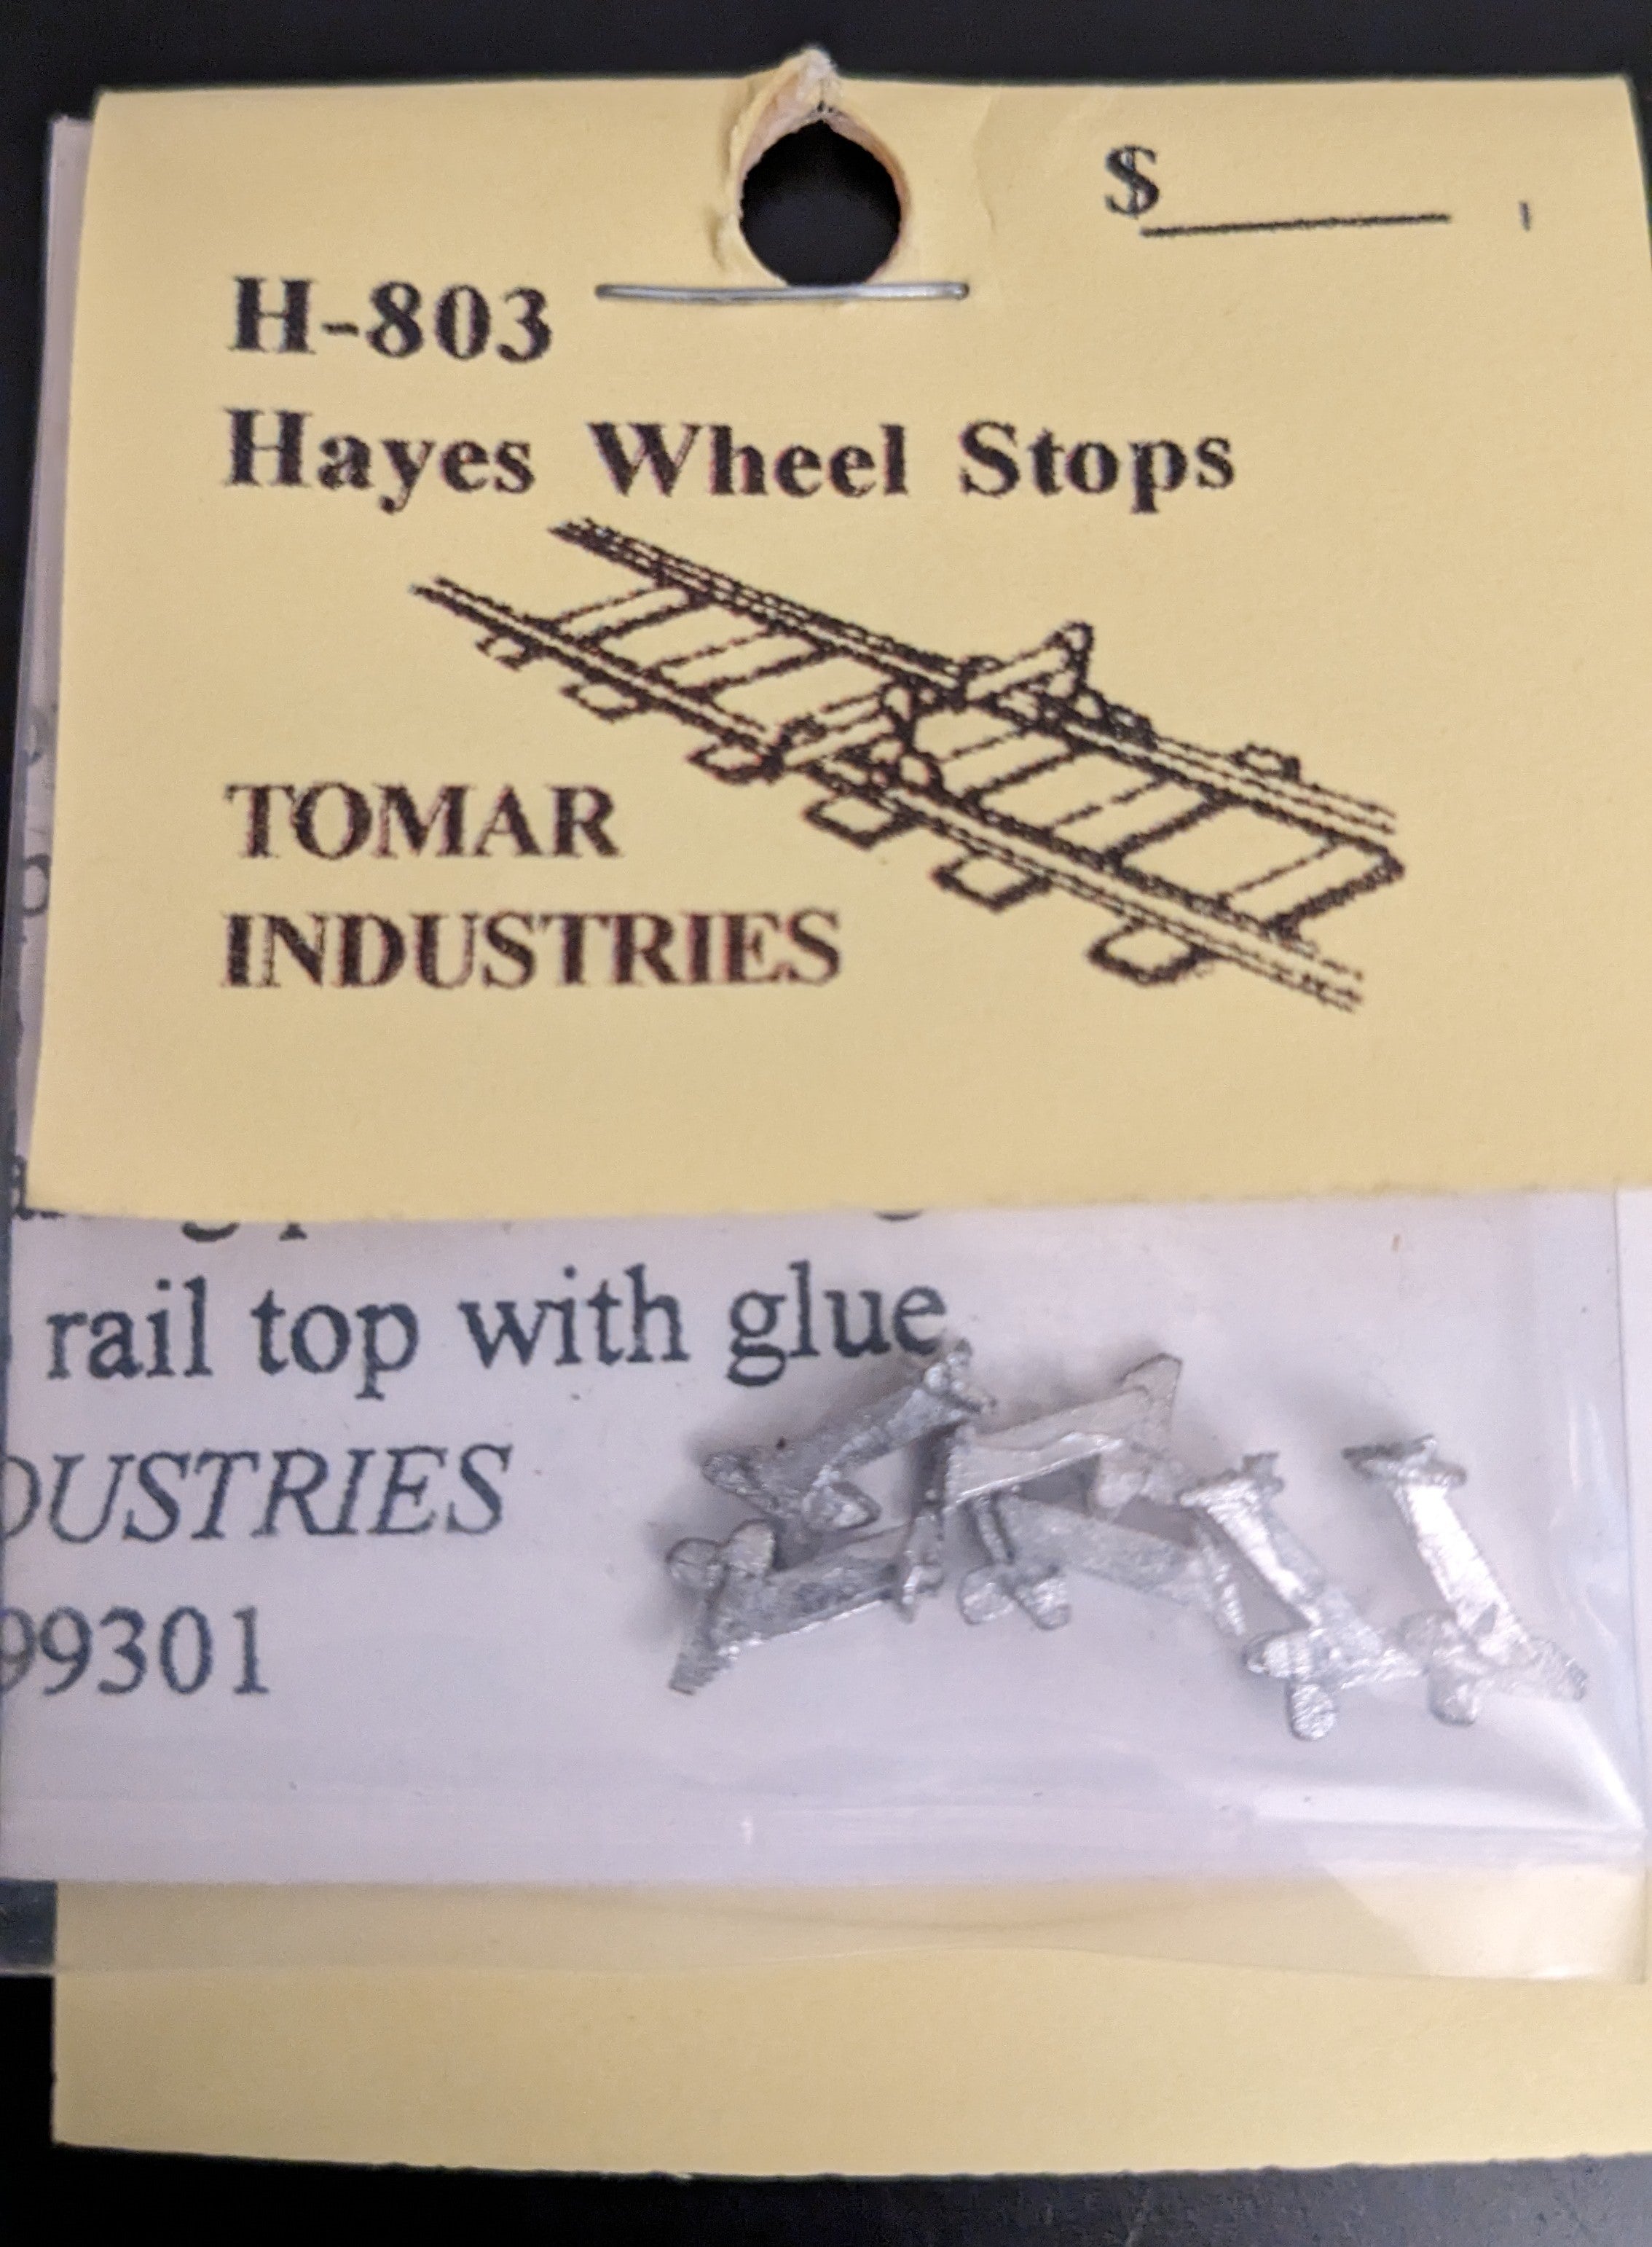 $
H-803
Hayes Wheel Stops
TOMAR
INDUSTRIES
rail top with glue
DUSTRIES
99301